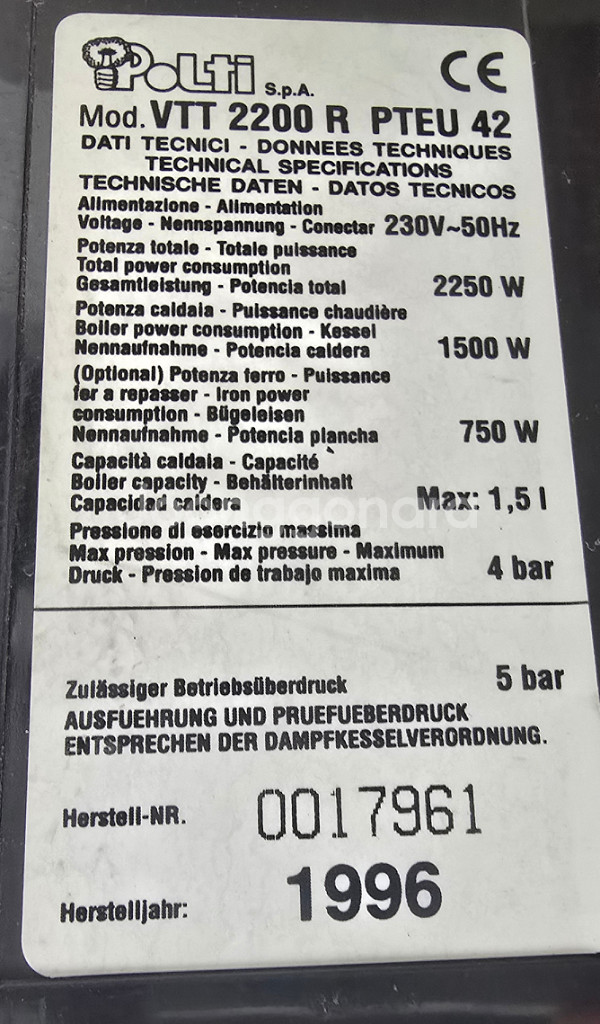 Polti S.p.A. CE
Mod. VTT 2200 R PTEU 42
DATI TECNICI - DONNEES TECHNIQUES
TECHNICAL SPECIFICATIONS
TECHNISCHE DATEN - DATOS TECNICOS
Alimentazione - Alimentation
Voltage - Nennspannung - Conectar 230V~50Hz
Potenza totale - Totale puissance
Total power consumption
Gesamtleistung - Potencia total 2250 W
Potenza caldaia - Puissance chaudière
Boiler power consumption - Kessel
Nennaufnahme - Potencia caldera 1500 W
(Optional) Potenza ferro - Puissance
fer a repasser - Iron power
consumption - Bügeleisen
Nennaufnahme - Potencia plancha 750 W
Capacità caldaia - Capacité
Boiler capacity - Behälterinhalt
Capacidad caldera Max: 1,5 l
Pressione di esercizio massima
Max pression - Max pressure - Maximum
Druck - Pression de trabajo maxima 4 bar
Zulässiger Betriebsüberdruck 5 bar
AUSFUEHRUNG UND PRUEFUEBERDRUCK
ENTSPRECHEN DER DAMPFKESSELVERORDNUNG.
Herstell-NR. 0017961
Herstelljahr: 1996